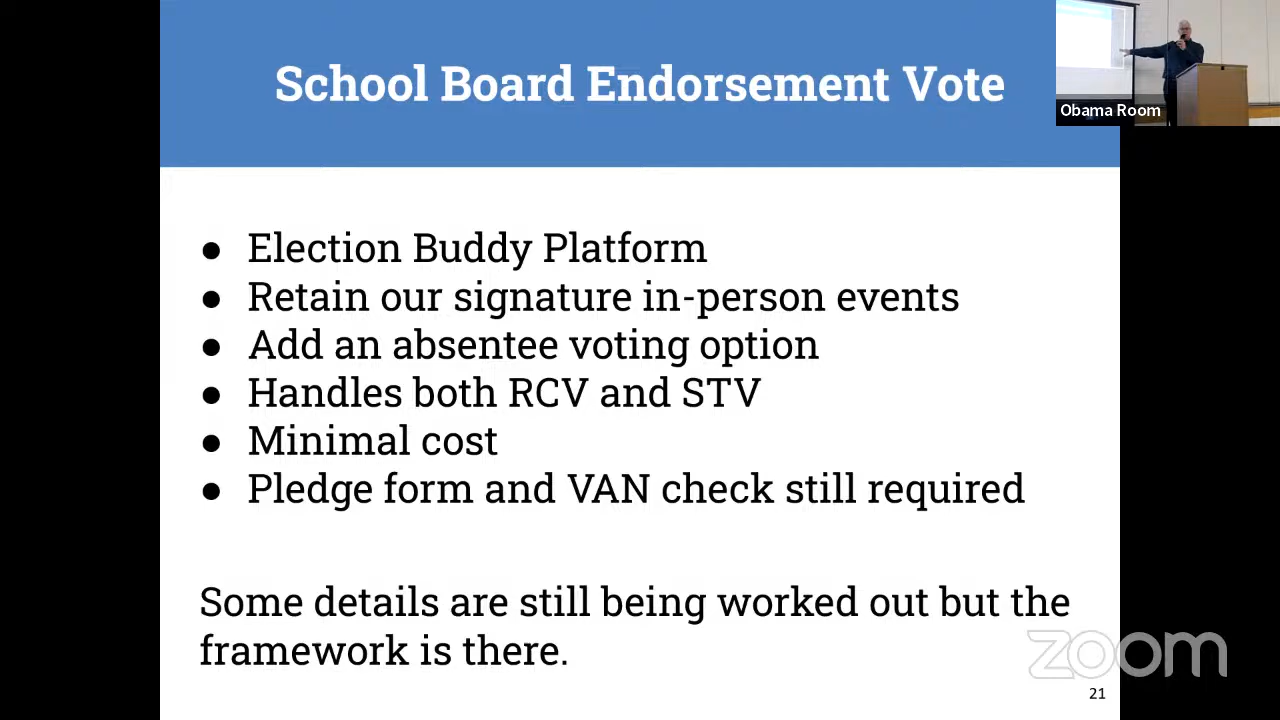 School Board Endorsement Vote
Obama Room
● Election Buddy Platform
● Retain our signature in-person events
● Add an absentee voting option
● Handles both RCV and STV
● Minimal cost
● Pledge form and VAN check still required
Some details are still being worked out but the
framework is there.
zoom
21